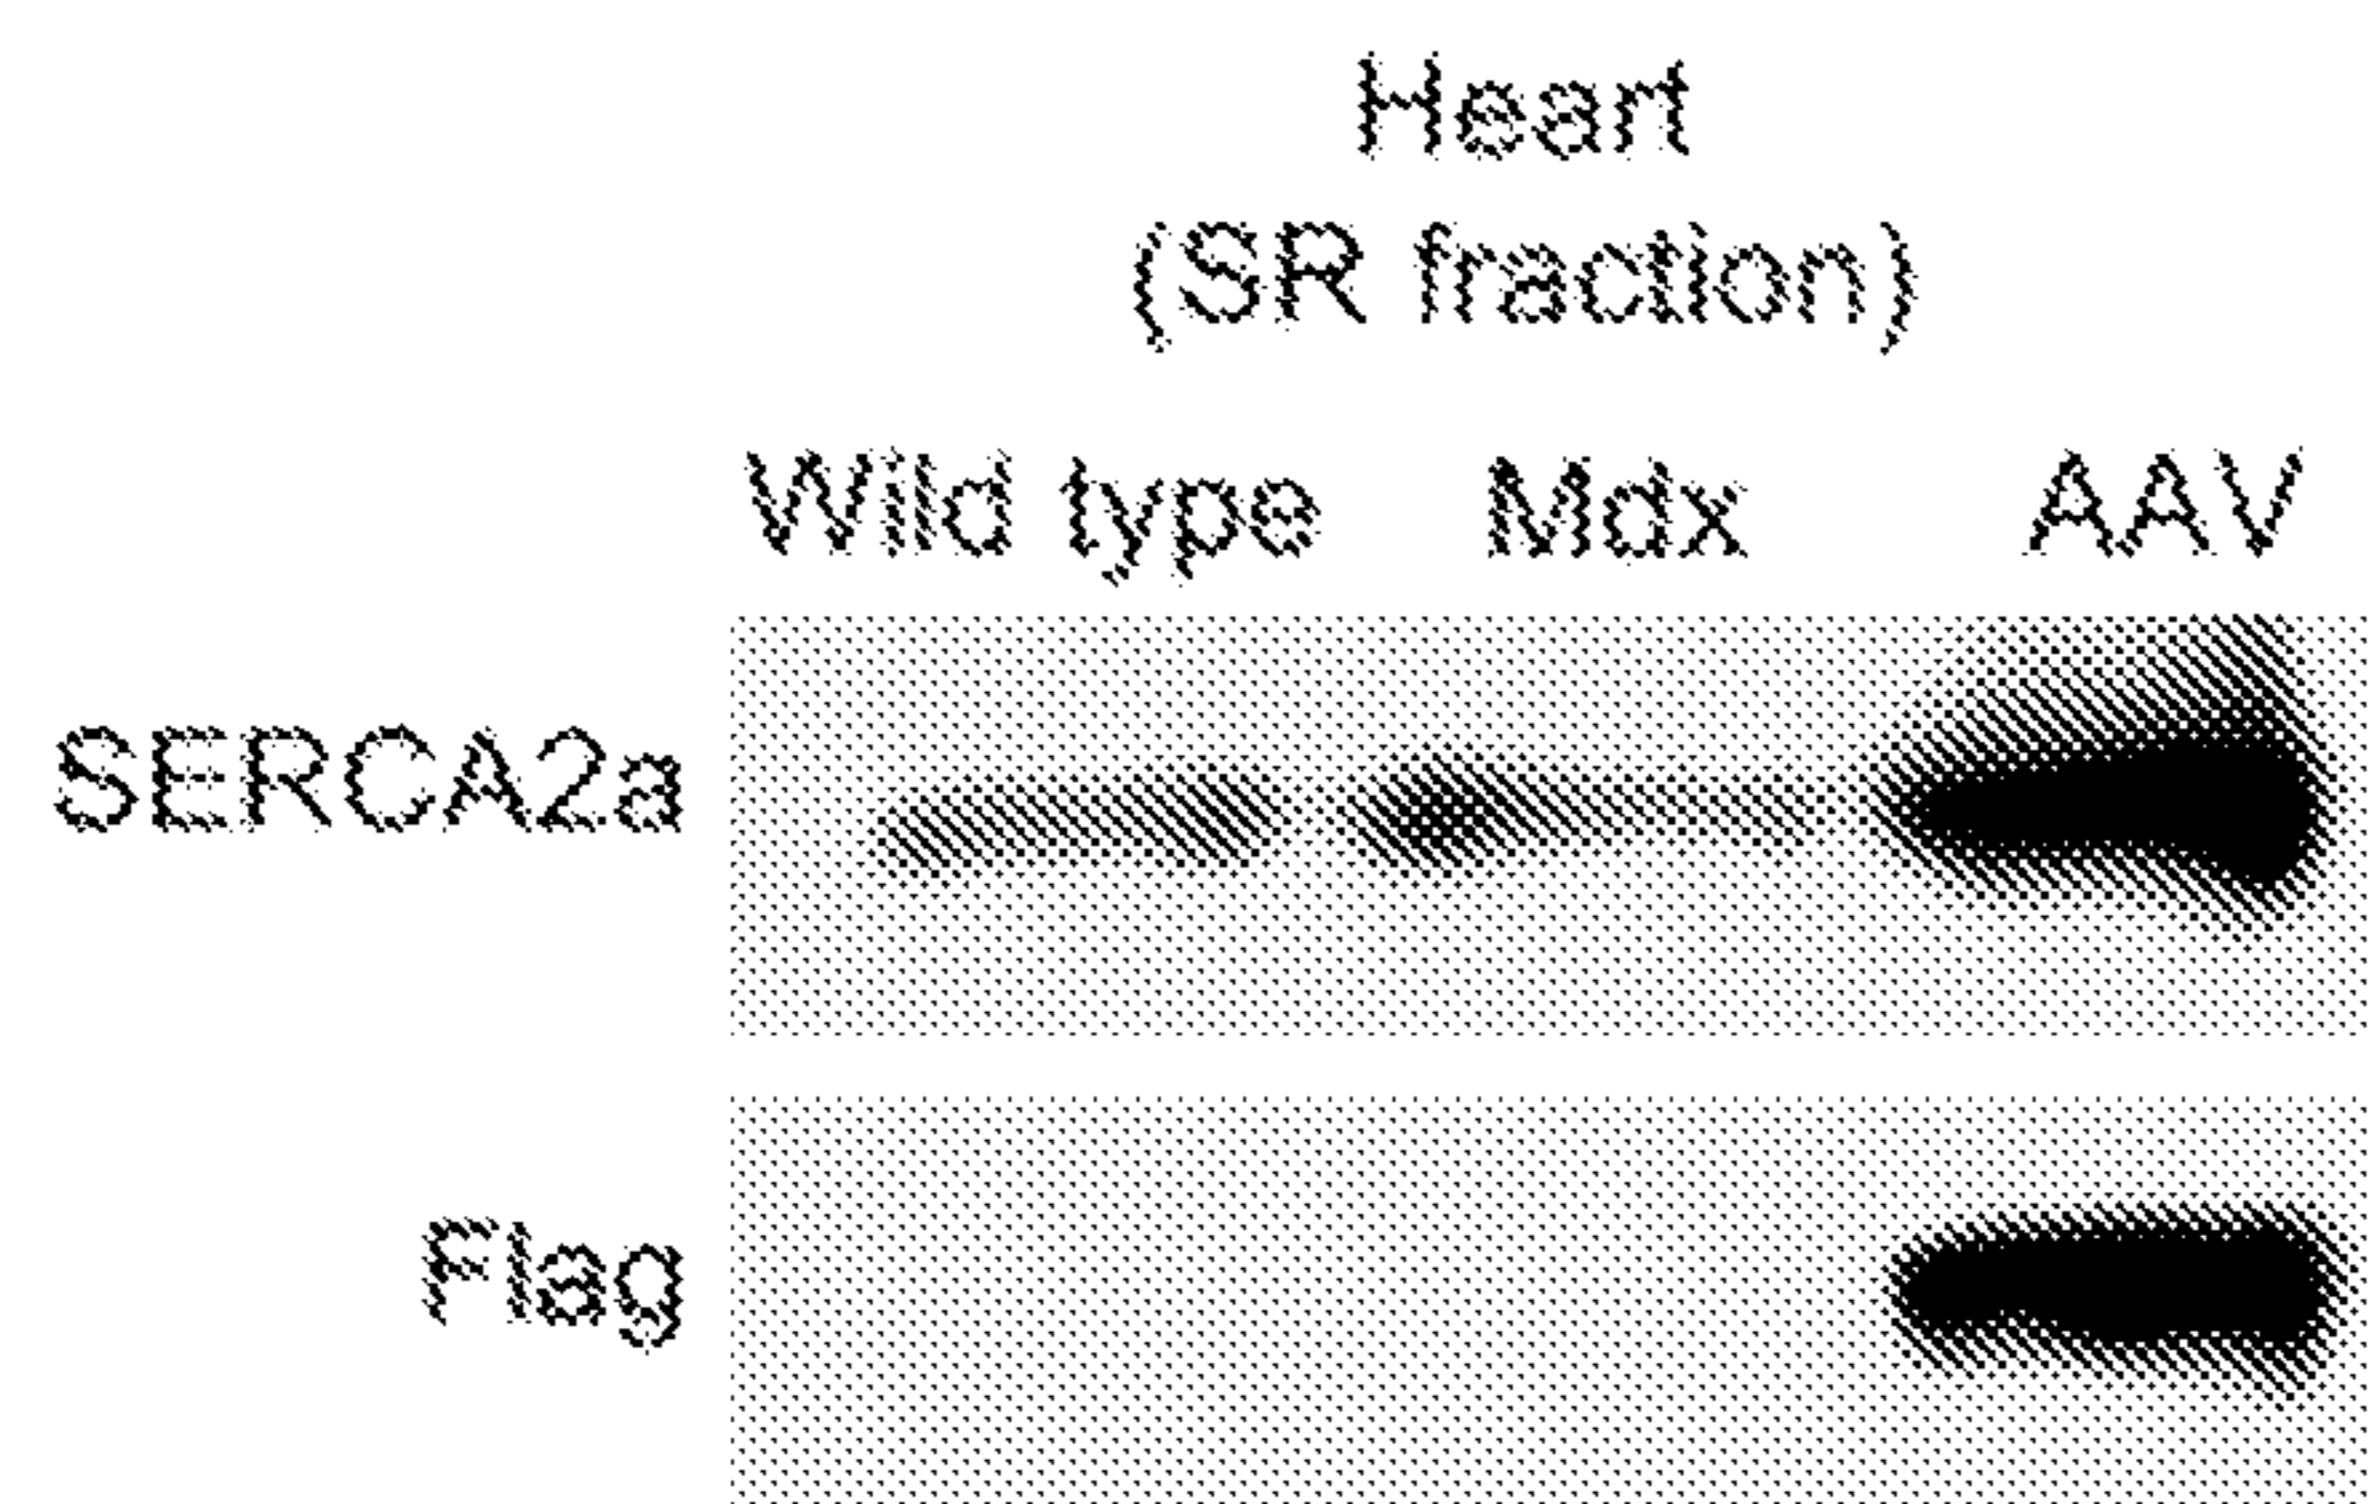 Heart
(SR fraction)
Wild type Mdx AAV
SERCA2a
Flag